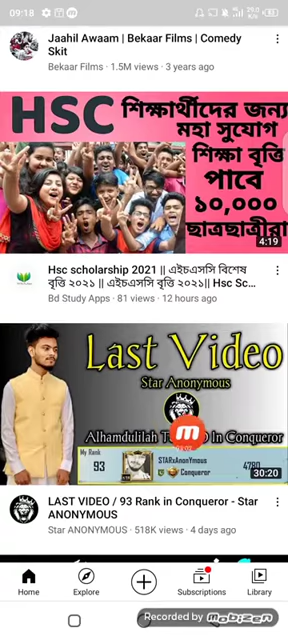 09:18
Jaahil Awaam | Bekaar Films | Comedy
Skit
Bekaar Films · 1.5M views · 3 years ago
HSC শিক্ষার্থীদের জন্য
মহা সুযোগ
শিক্ষা বৃত্তি
পাবে
১০,০০০
ছাত্রছাত্রীরা
4:19
Hsc scholarship 2021 || এইচএসসি বিশেষ
বৃত্তি ২০২১ || এইচএসসি বৃত্তি ২০২১|| Hsc Sc...
Bd Study Apps · 81 views · 12 hours ago
Last Video
Star Anonymous
Alhamdulilah In Conqueror
My Rank
93
STARxAnonYmous
Conqueror
4780
30:20
LAST VIDEO / 93 Rank in Conqueror - Star
ANONYMOUS
Star ANONYMOUS · 518K views · 4 days ago
Home
Explore
Subscriptions
Library
Recorded by Mobizen